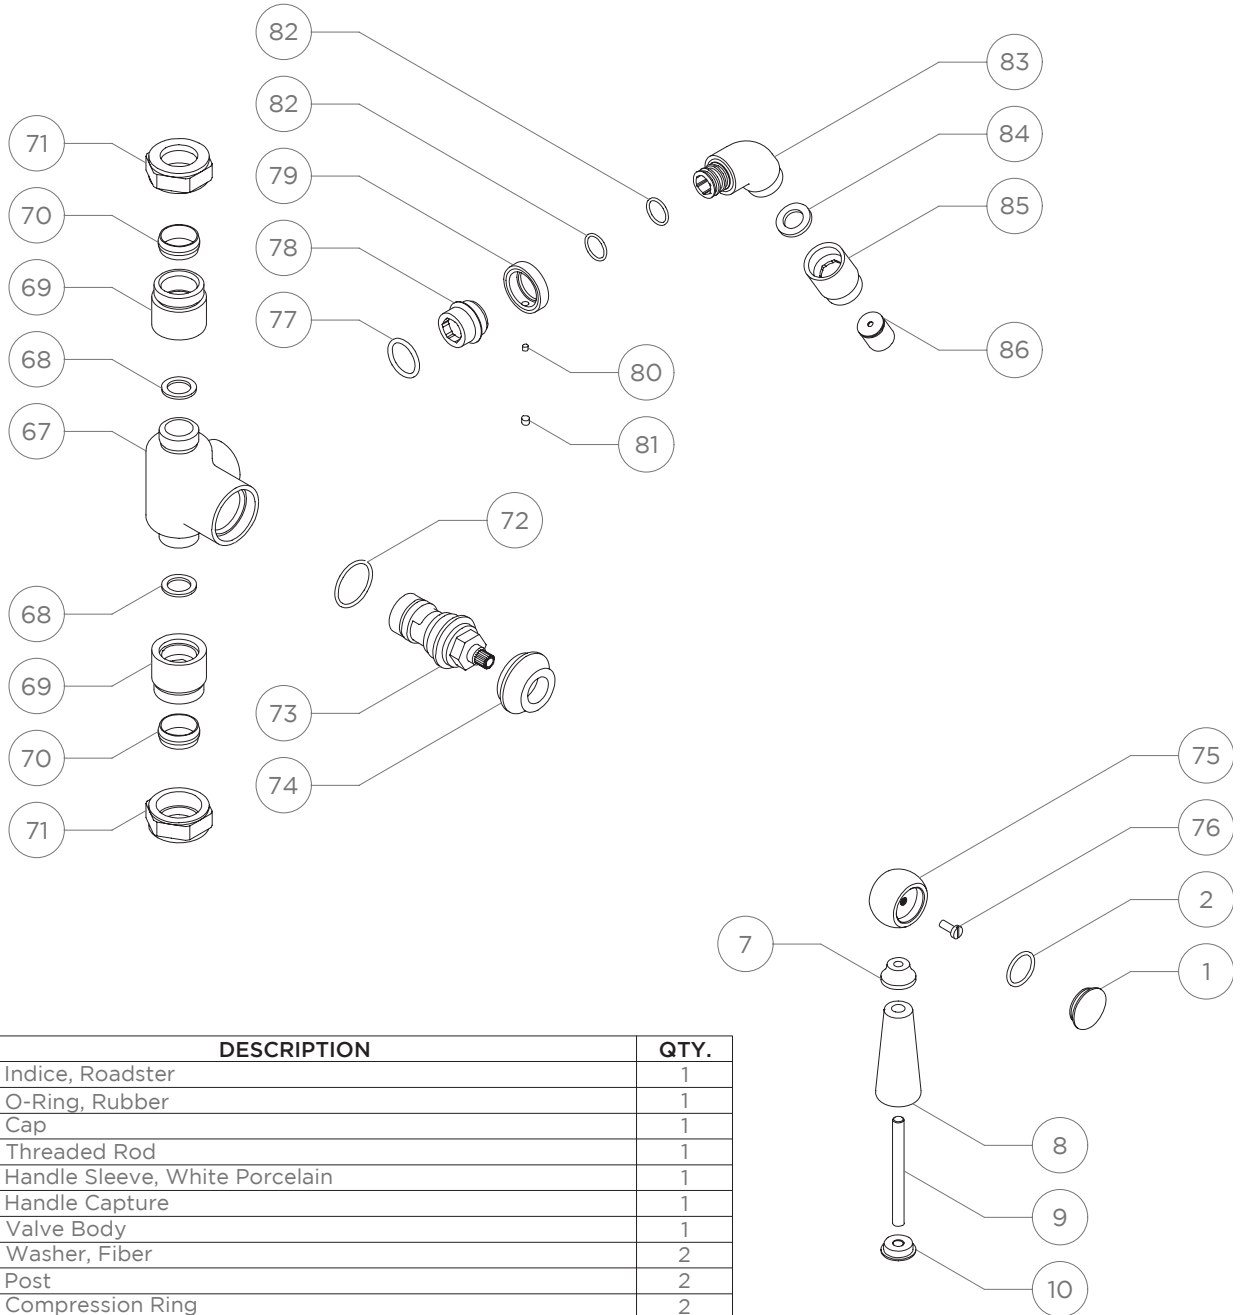 82
83
82
84
71
79
70
85
78
69
77
86
68
80
67
81
72
68
69
73
70
75
74
71
76
2
7
1
DESCRIPTION QTY.
Indice, Roadster 1
O-Ring, Rubber 1
Cap 1
Threaded Rod 1
Handle Sleeve, White Porcelain 1
Handle Capture 1
Valve Body 1
Washer, Fiber 2
Post 2
Compression Ring 2
8
9
10